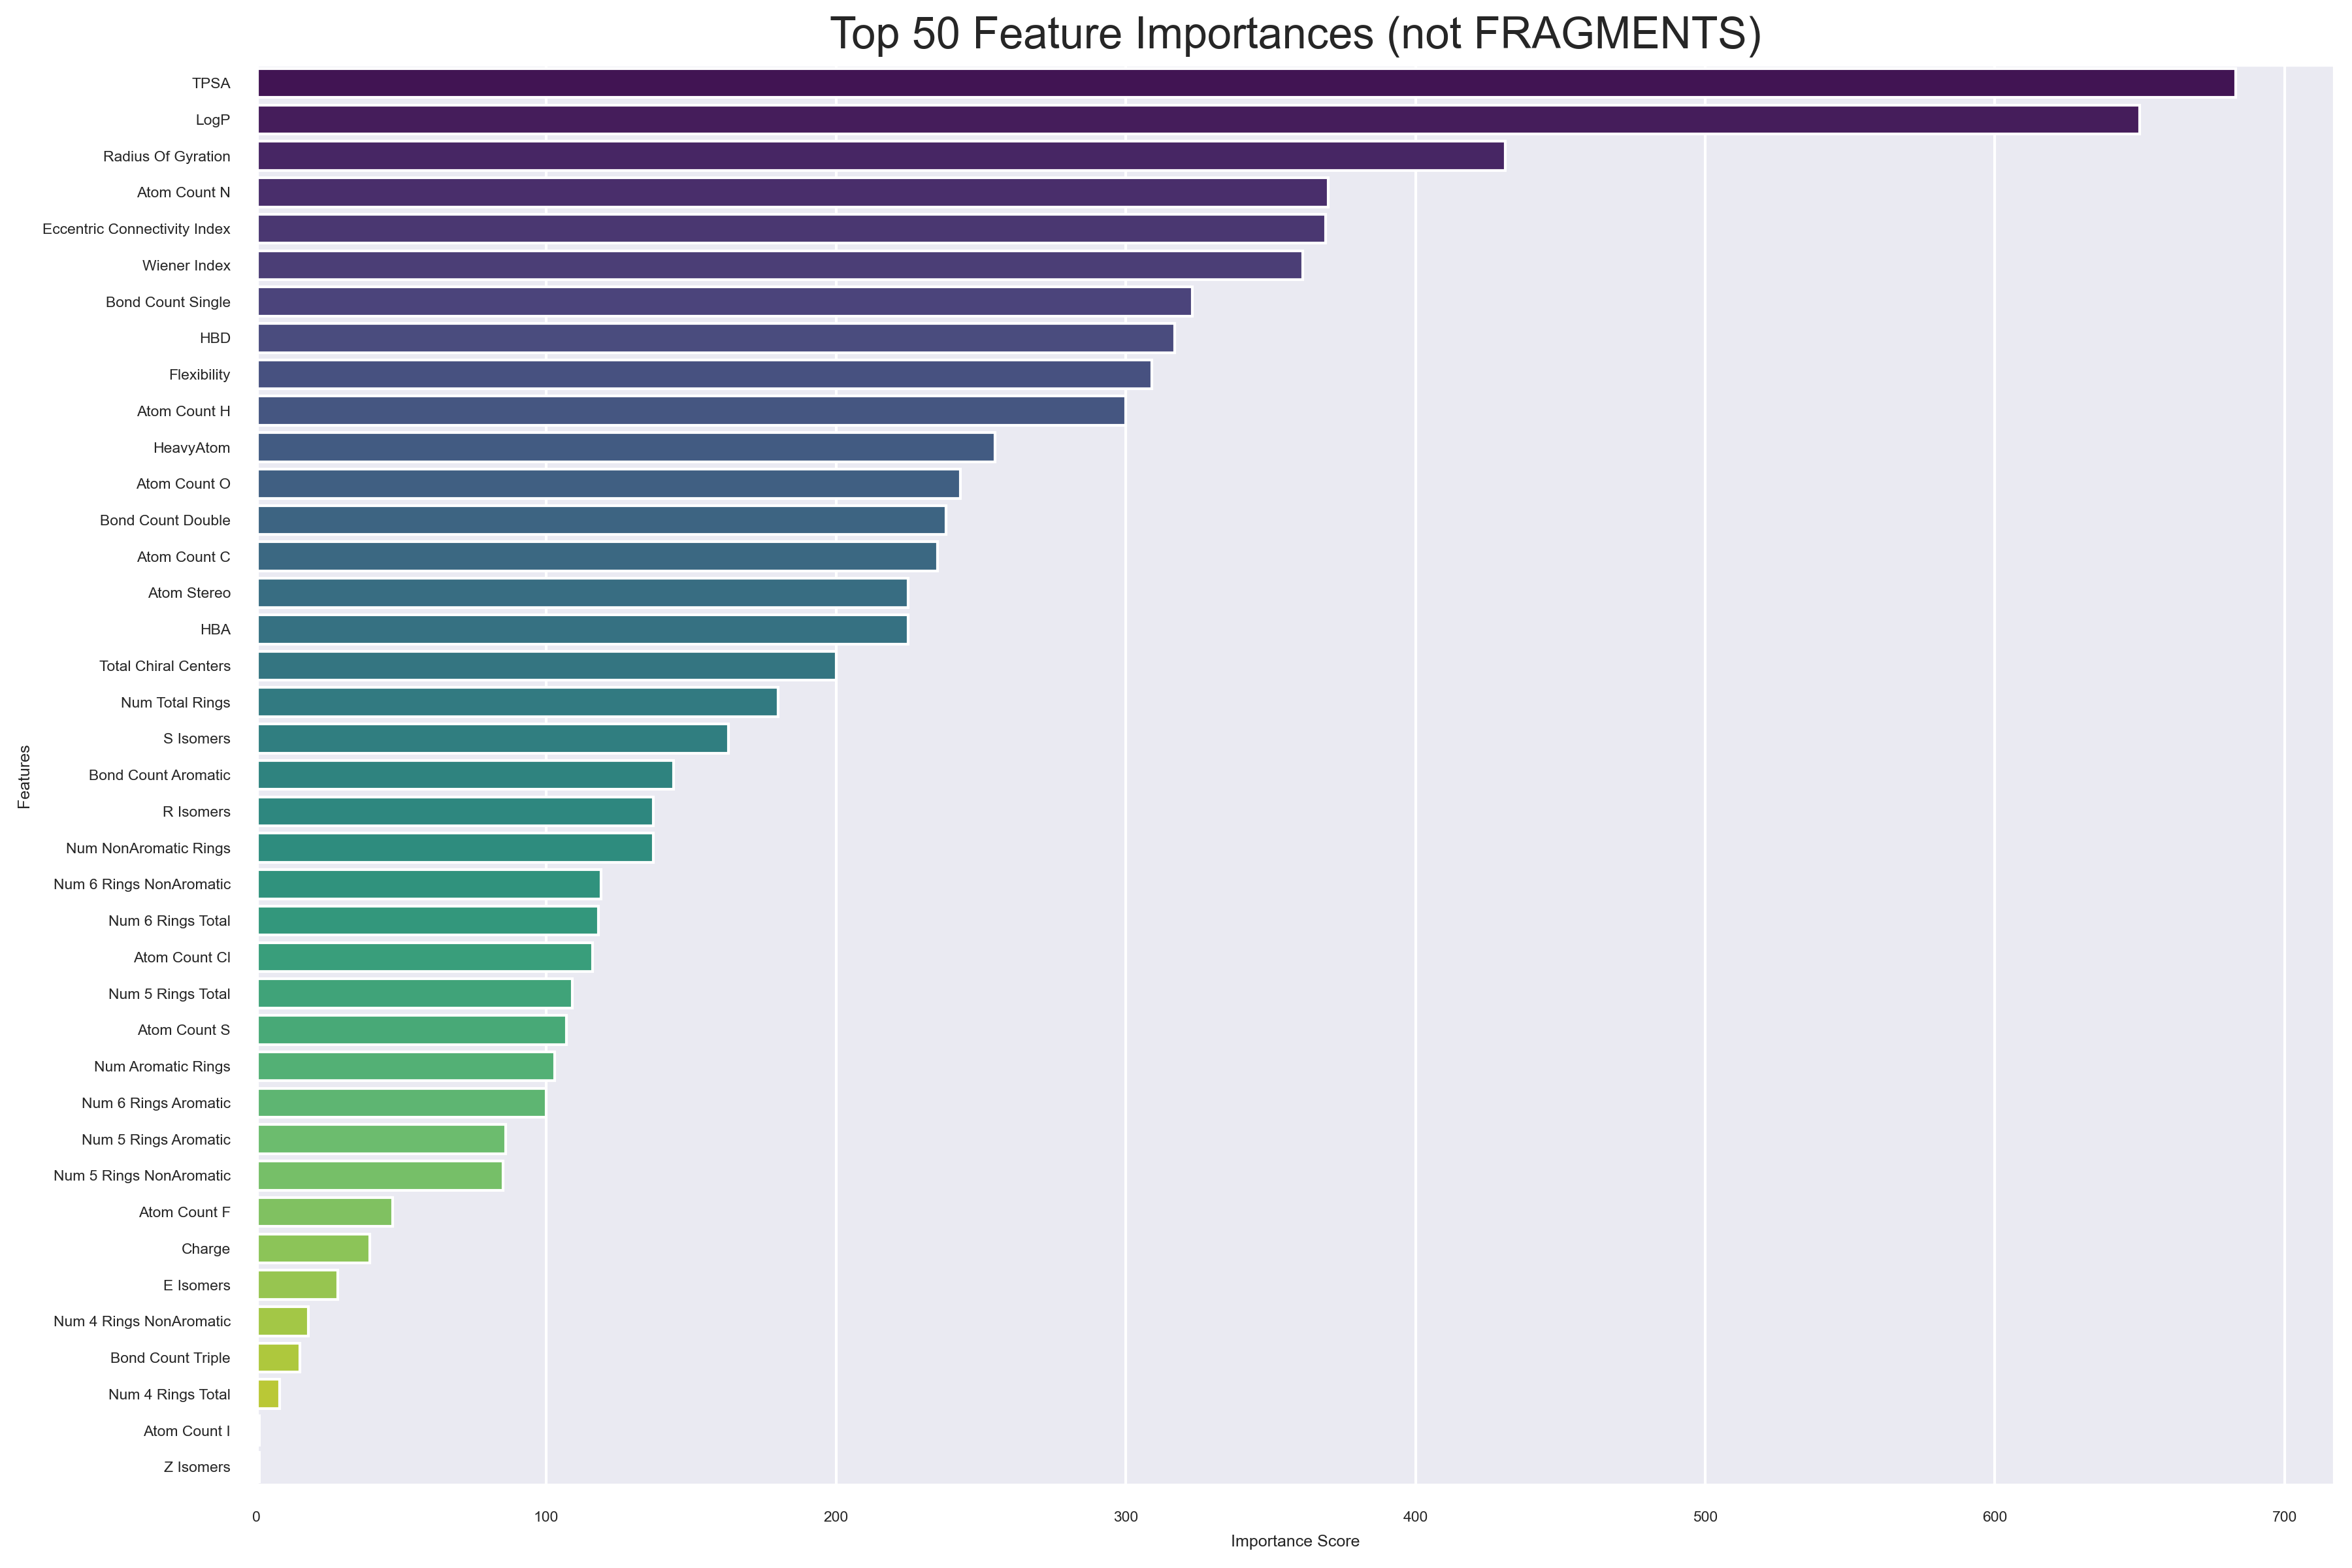 Top 50 Feature Importances (not FRAGMENTS)
TPSA
LogP
Radius Of Gyration
Atom Count N
Eccentric Connectivity Index
Wiener Index
Bond Count Single
HBD
Flexibility
Atom Count H
HeavyAtom
Atom Count O
Bond Count Double
Atom Count C
Atom Stereo
HBA
Total Chiral Centers
Num Total Rings
S Isomers
Bond Count Aromatic
R Isomers
Num NonAromatic Rings
Num 6 Rings NonAromatic
Num 6 Rings Total
Atom Count Cl
Num 5 Rings Total
Atom Count S
Num Aromatic Rings
Num 6 Rings Aromatic
Num 5 Rings Aromatic
Num 5 Rings NonAromatic
Atom Count F
Charge
E Isomers
Num 4 Rings NonAromatic
Bond Count Triple
Num 4 Rings Total
Atom Count I
Z Isomers
Features
0 100 200 300 400 500 600 700
Importance Score